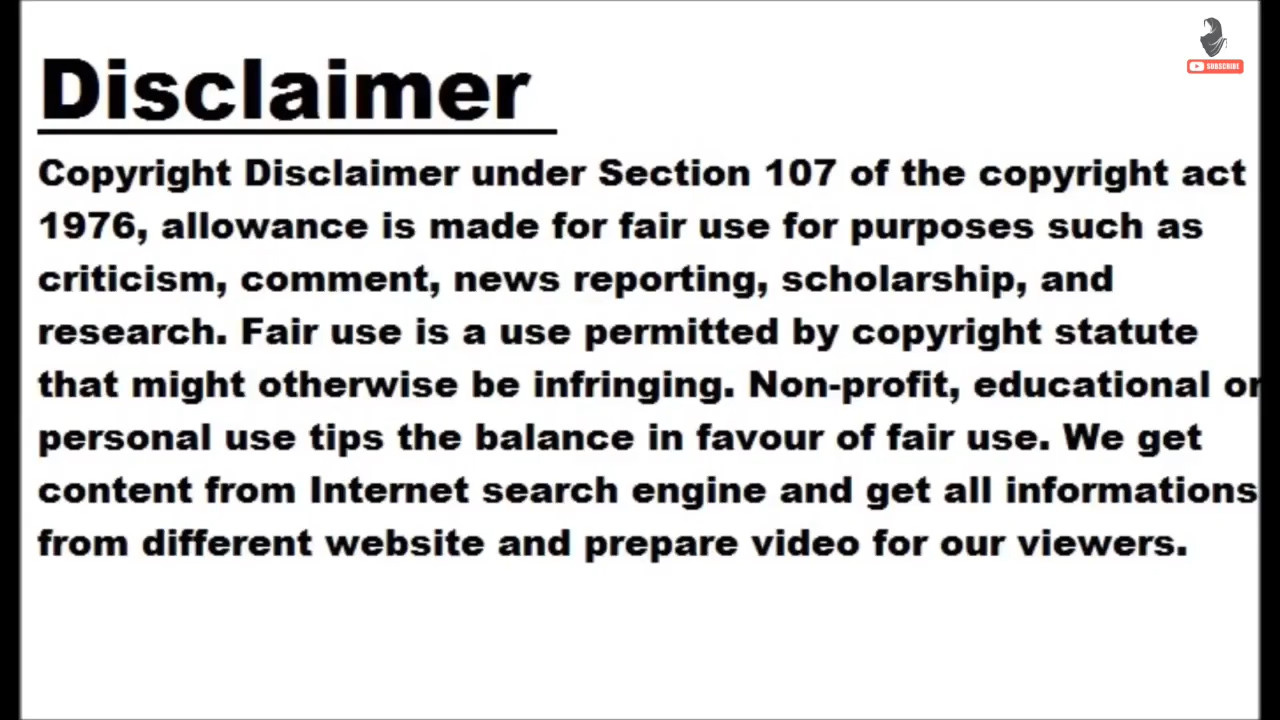 SUBSCRIBE
Disclaimer
Copyright Disclaimer under Section 107 of the copyright act
1976, allowance is made for fair use for purposes such as
criticism, comment, news reporting, scholarship, and
research. Fair use is a use permitted by copyright statute
that might otherwise be infringing. Non-profit, educational or
personal use tips the balance in favour of fair use. We get
content from Internet search engine and get all informations
from different website and prepare video for our viewers.